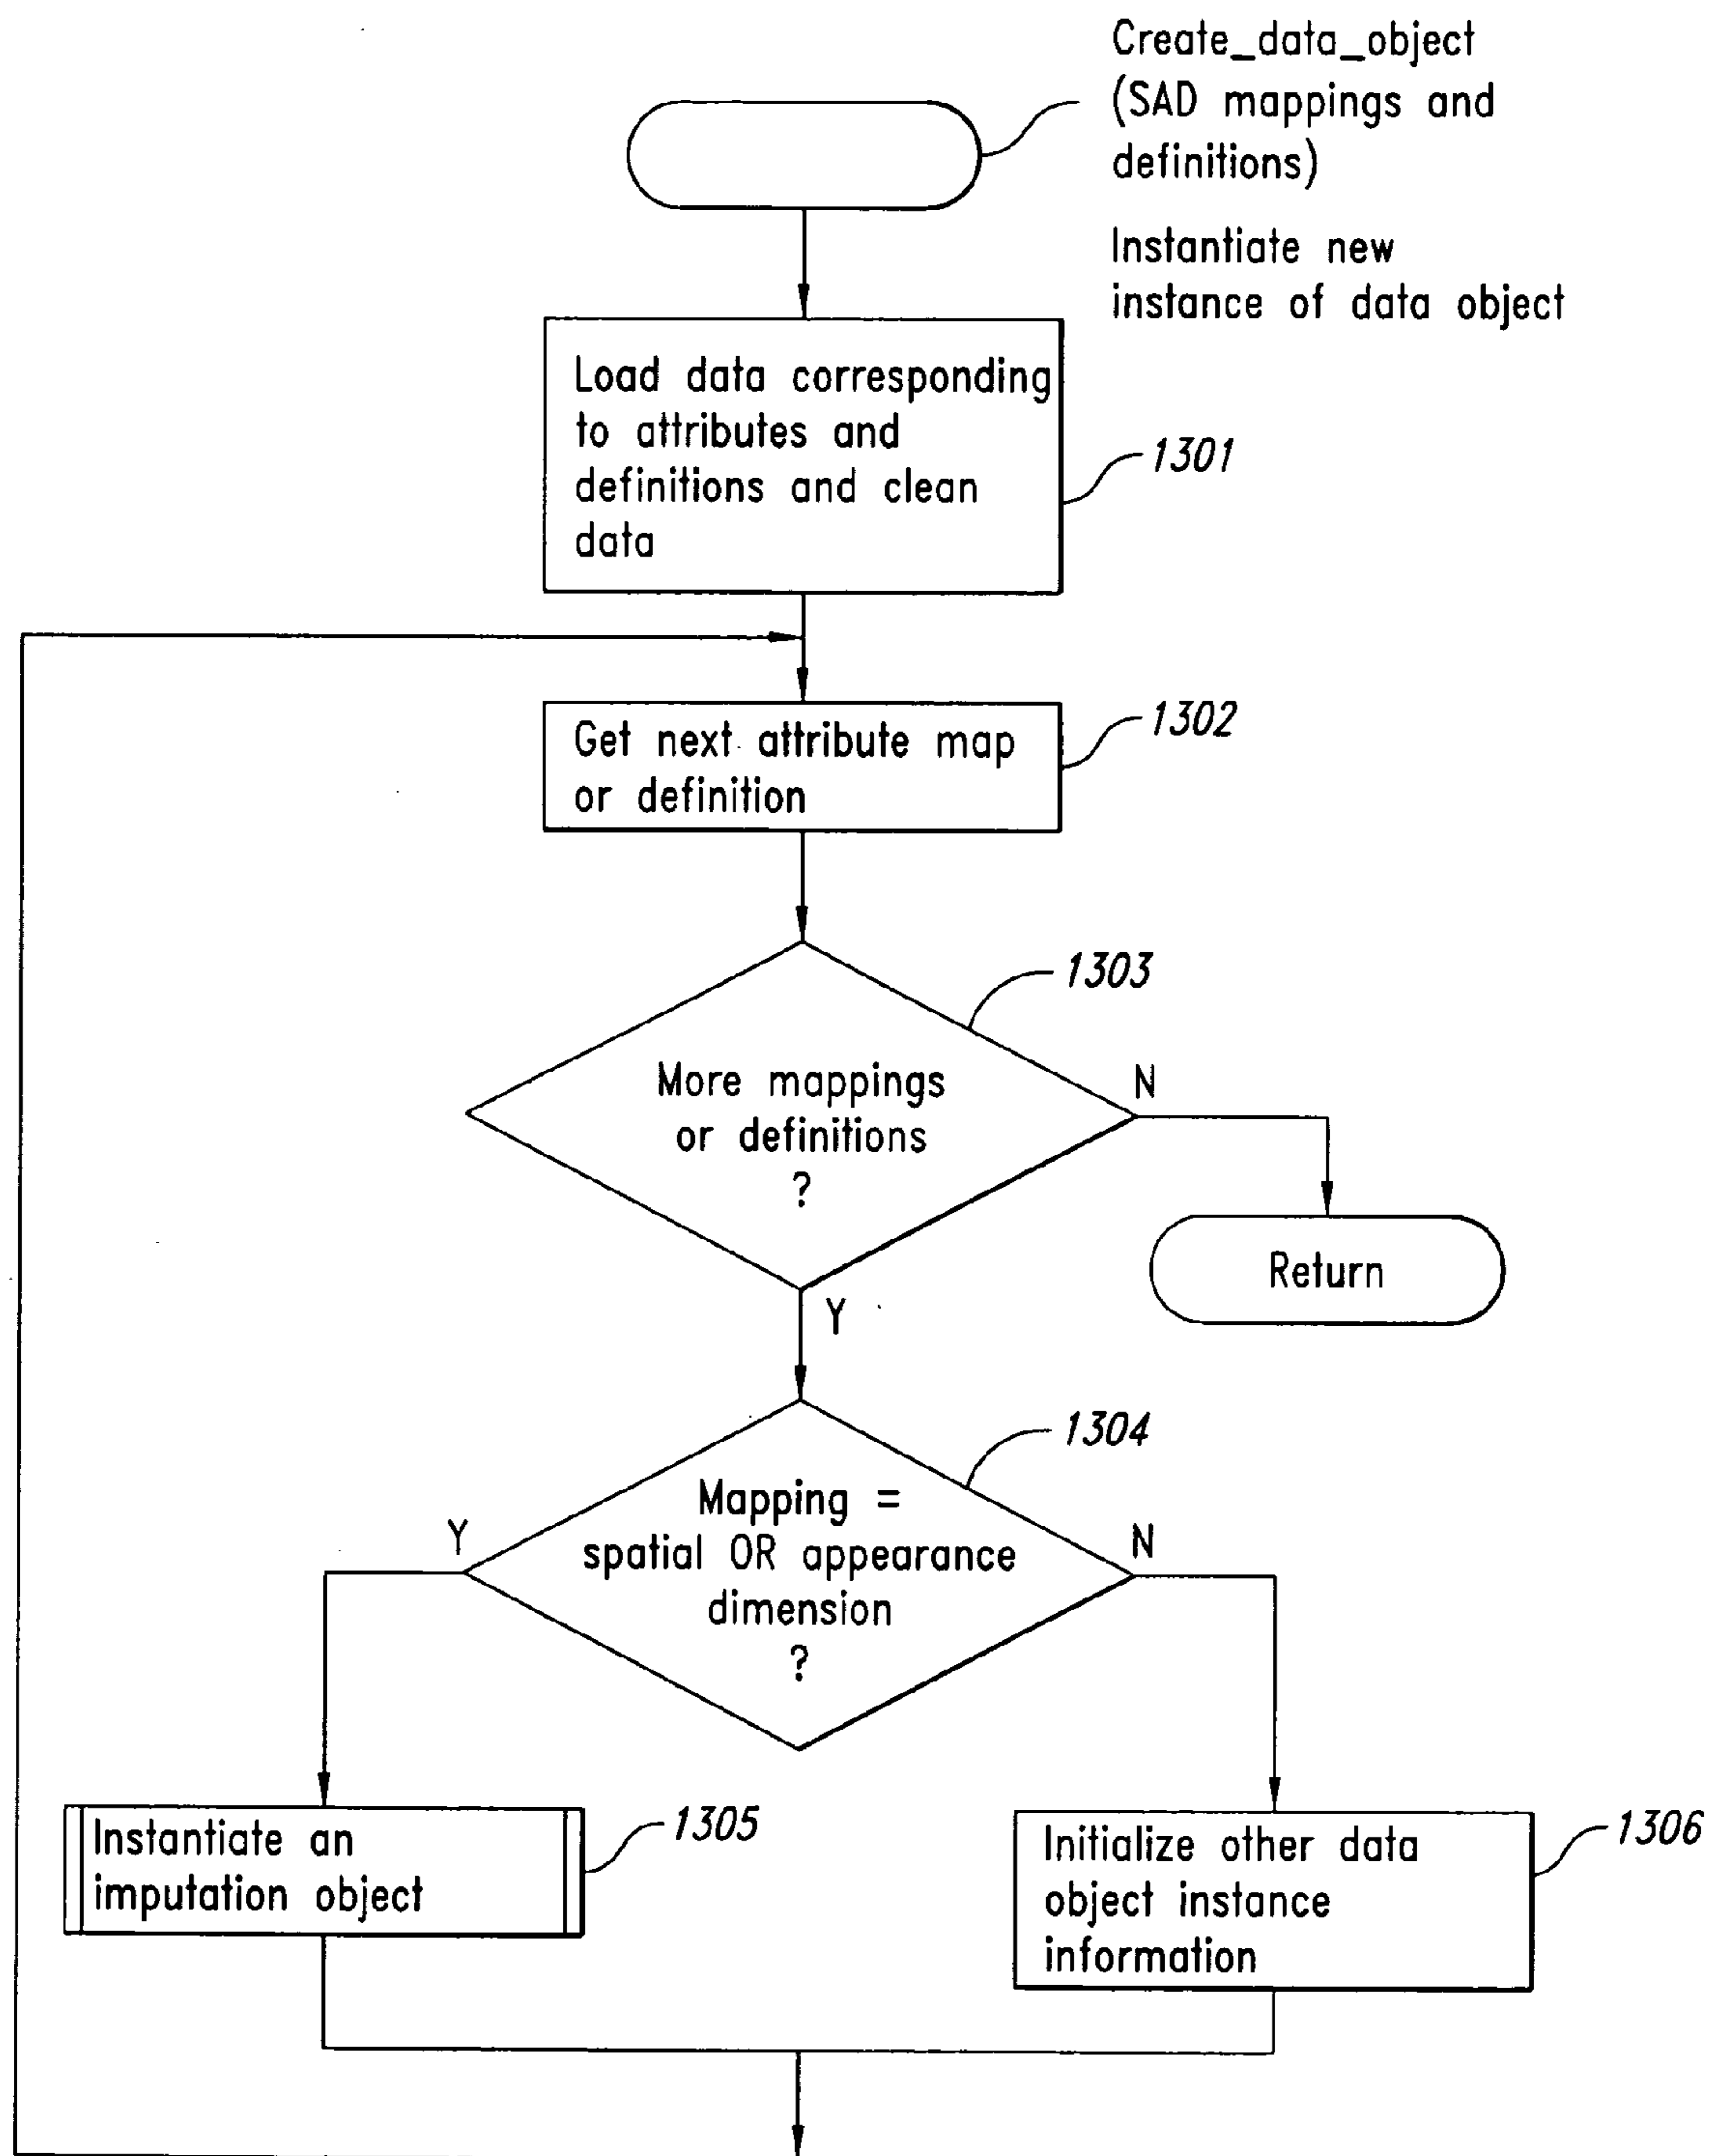 Create_data_object
(SAD mappings and
definitions)
Instantiate new
instance of data object
Load data corresponding
to attributes and
definitions and clean
data
1301
Get next attribute map
or definition
1302
1303
More mappings
or definitions
?
N
Return
Y
1304
Mapping =
spatial OR appearance
dimension
?
Y
N
Instantiate an
imputation object
1305
Initialize other data
object instance
information
1306